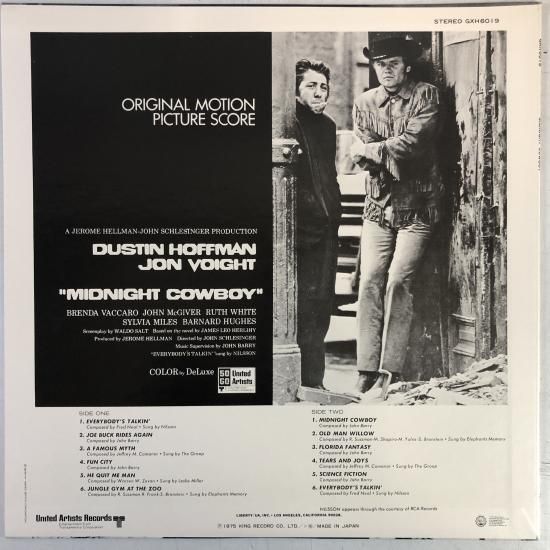 STEREO GXH6019
ORIGINAL MOTION
PICTURE SCORE
A JEROME HELLMAN-JOHN SCHLESINGER PRODUCTION
DUSTIN HOFFMAN
JON VOIGHT
"MIDNIGHT COWBOY"
BRENDA VACCARO JOHN McGIVER RUTH WHITE
SYLVIA MILES BARNARD HUGHES
Screenplay by WALDO SALT Based on the novel by JAMES LEO HERLIHY
Produced by JEROME HELLMAN Directed by JOHN SCHLESINGER
Music Supervision by JOHN BARRY
"EVERYBODY'S TALKIN'" sung by NILSSON
COLOR by DeLuxe
United
Artists
SIDE ONE
1. EVERYBODY'S TALKIN'
Composed by Fred Neal • Sung by Nilsson
2. JOE BUCK RIDES AGAIN
Composed by John Barry
3. A FAMOUS MYTH
Composed by Jeffrey M. Comanor • Sung by The Group
4. FUN CITY
Composed by John Barry
5. HE QUIT ME MAN
Composed by Warren W. Zevon • Sung by Leslie Miller
6. JUNGLE GYM AT THE ZOO
Composed by R. Sussman R. Frank-S. Bronstein • Sung by Elephants Memory
SIDE TWO
1. MIDNIGHT COWBOY
Composed by John Barry
2. OLD MAN WILLOW
Composed by R. Sussman-M. Shapiro-M. Yules-S. Bronstein • Sung by Elephants Memory
3. FLORIDA FANTASY
Composed by John Barry
4. TEARS AND JOYS
Composed by Jeffrey M. Comanor • Sung by The Group
5. SCIENCE FICTION
Composed by John Barry
6. EVERYBODY'S TALKIN'
Composed by Fred Neal • Sung by Nilsson
NILSSON appears through the courtesy of RCA Records
United Artists Records
Entertainment from
Transamerica Corporation
LIBERTY/UA, INC. LOS ANGELES, CALIFORNIA 90028.
Ⓟ 1975 KING RECORD CO. LTD. MADE IN JAPAN